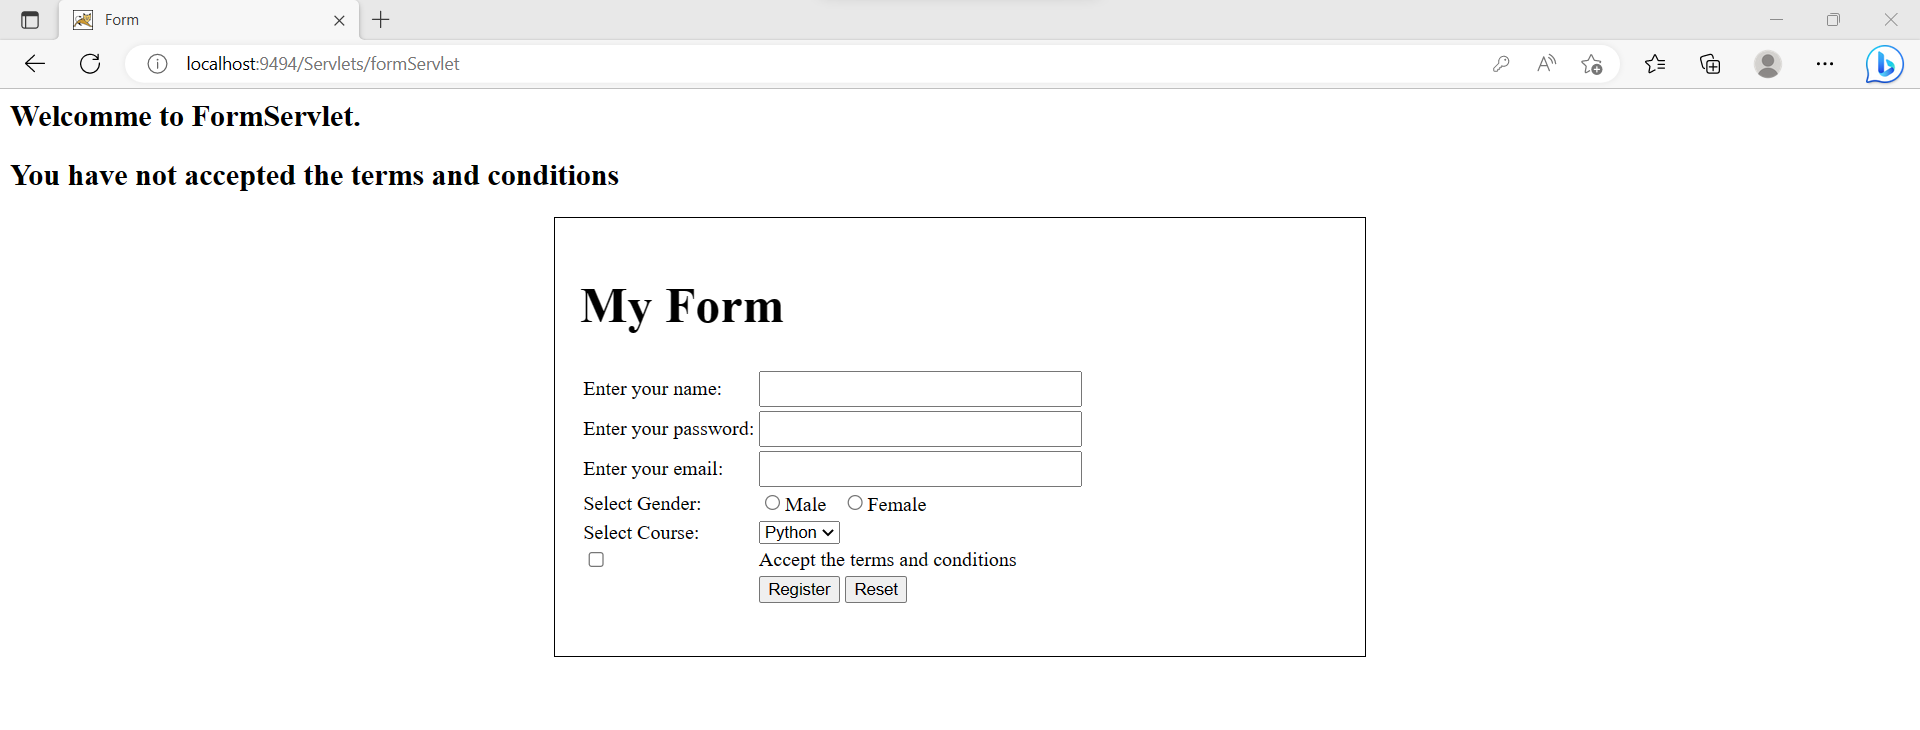 Form
localhost:9494/Servlets/formServlet
Welcomme to FormServlet.
You have not accepted the terms and conditions
My Form
Enter your name:
Enter your password:
Enter your email:
Select Gender: Male Female
Select Course: Python
Accept the terms and conditions
Register Reset